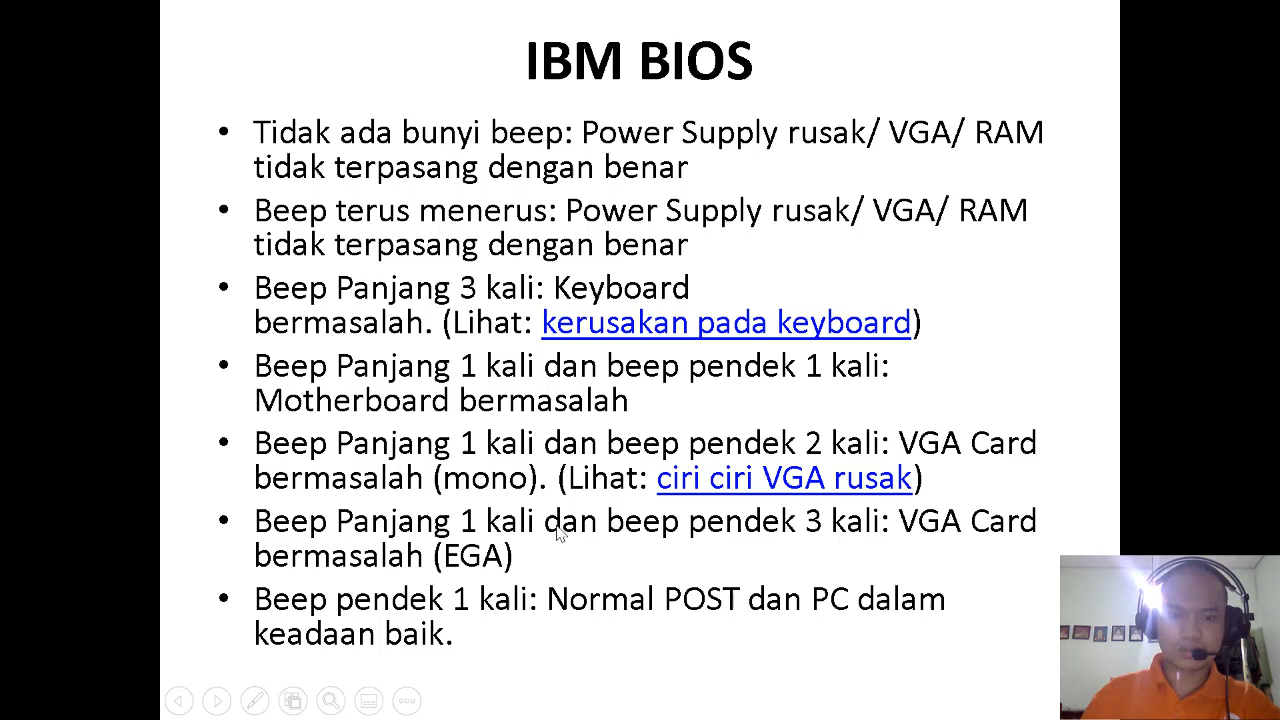 IBM BIOS
• Tidak ada bunyi beep: Power Supply rusak/ VGA/ RAM
tidak terpasang dengan benar
• Beep terus menerus: Power Supply rusak/ VGA/ RAM
tidak terpasang dengan benar
• Beep Panjang 3 kali: Keyboard
bermasalah. (Lihat: kerusakan pada keyboard)
• Beep Panjang 1 kali dan beep pendek 1 kali:
Motherboard bermasalah
• Beep Panjang 1 kali dan beep pendek 2 kali: VGA Card
bermasalah (mono). (Lihat: ciri ciri VGA rusak)
• Beep Panjang 1 kali dan beep pendek 3 kali: VGA Card
bermasalah (EGA)
• Beep pendek 1 kali: Normal POST dan PC dalam
keadaan baik.